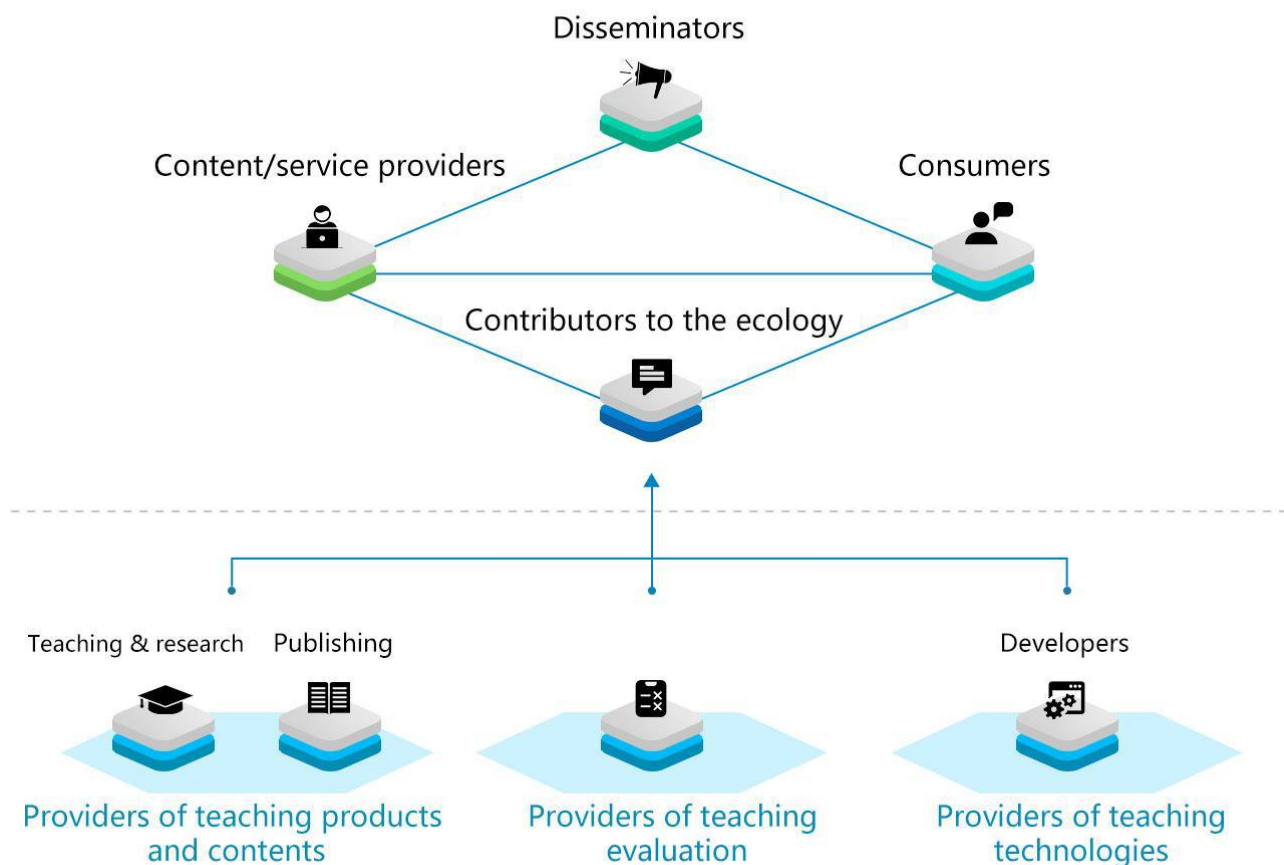 Disseminators
Content/service providers
Consumers
Contributors to the ecology
Teaching & research
Publishing
Developers
Providers of teaching products
and contents
Providers of teaching
evaluation
Providers of teaching
technologies